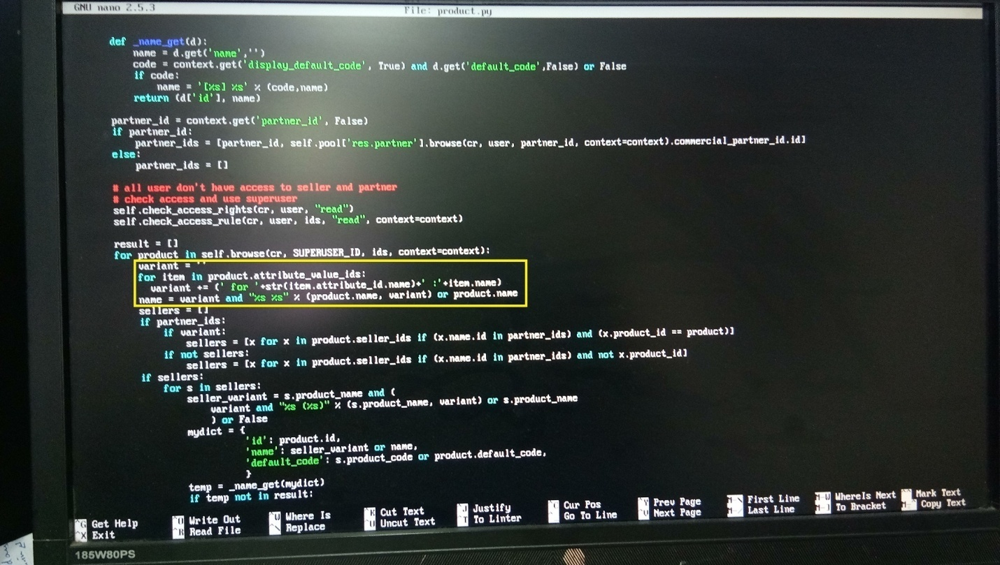 GNU nano 2.5.3 File: product.py
def _name_get(d):
name = d.get('name','')
code = context.get('display_default_code', True) and d.get('default_code',False) or False
if code:
name = '[%s] %s' % (code,name)
return (d['id'], name)
partner_id = context.get('partner_id', False)
if partner_id:
partner_ids = [partner_id, self.pool['res.partner'].browse(cr, user, partner_id, context=context).commercial_partner_id.id]
else:
partner_ids = []
# all user don't have access to seller and partner
# check access and use superuser
self.check_access_rights(cr, user, "read")
self.check_access_rule(cr, user, ids, "read", context=context)
result = []
for product in self.browse(cr, SUPERUSER_ID, ids, context=context):
variant = ''
for item in product.attribute_value_ids:
variant += (' for '+str(item.attribute_id.name)+' :'+item.name)
name = variant and "%s %s" % (product.name, variant) or product.name
sellers = []
if partner_ids:
if variant:
sellers = [x for x in product.seller_ids if (x.name.id in partner_ids) and (x.product_id == product)]
if not sellers:
sellers = [x for x in product.seller_ids if (x.name.id in partner_ids) and not x.product_id]
if sellers:
for s in sellers:
seller_variant = s.product_name and (
variant and "%s (%s)" % (s.product_name, variant) or s.product_name
) or False
mydict = {
'id': product.id,
'name': seller_variant or name,
'default_code': s.product_code or product.default_code,
}
temp = _name_get(mydict)
if temp not in result:
^G Get Help ^O Write Out ^W Where Is ^K Cut Text ^J Justify Cur Pos ^Y Prev Page First Line WhereIs Next Mark Text
^X Exit ^R Read File ^\ Replace ^U Uncut Text ^T To Linter Go To Line ^V Next Page Last Line To Bracket Copy Text
185W80PS